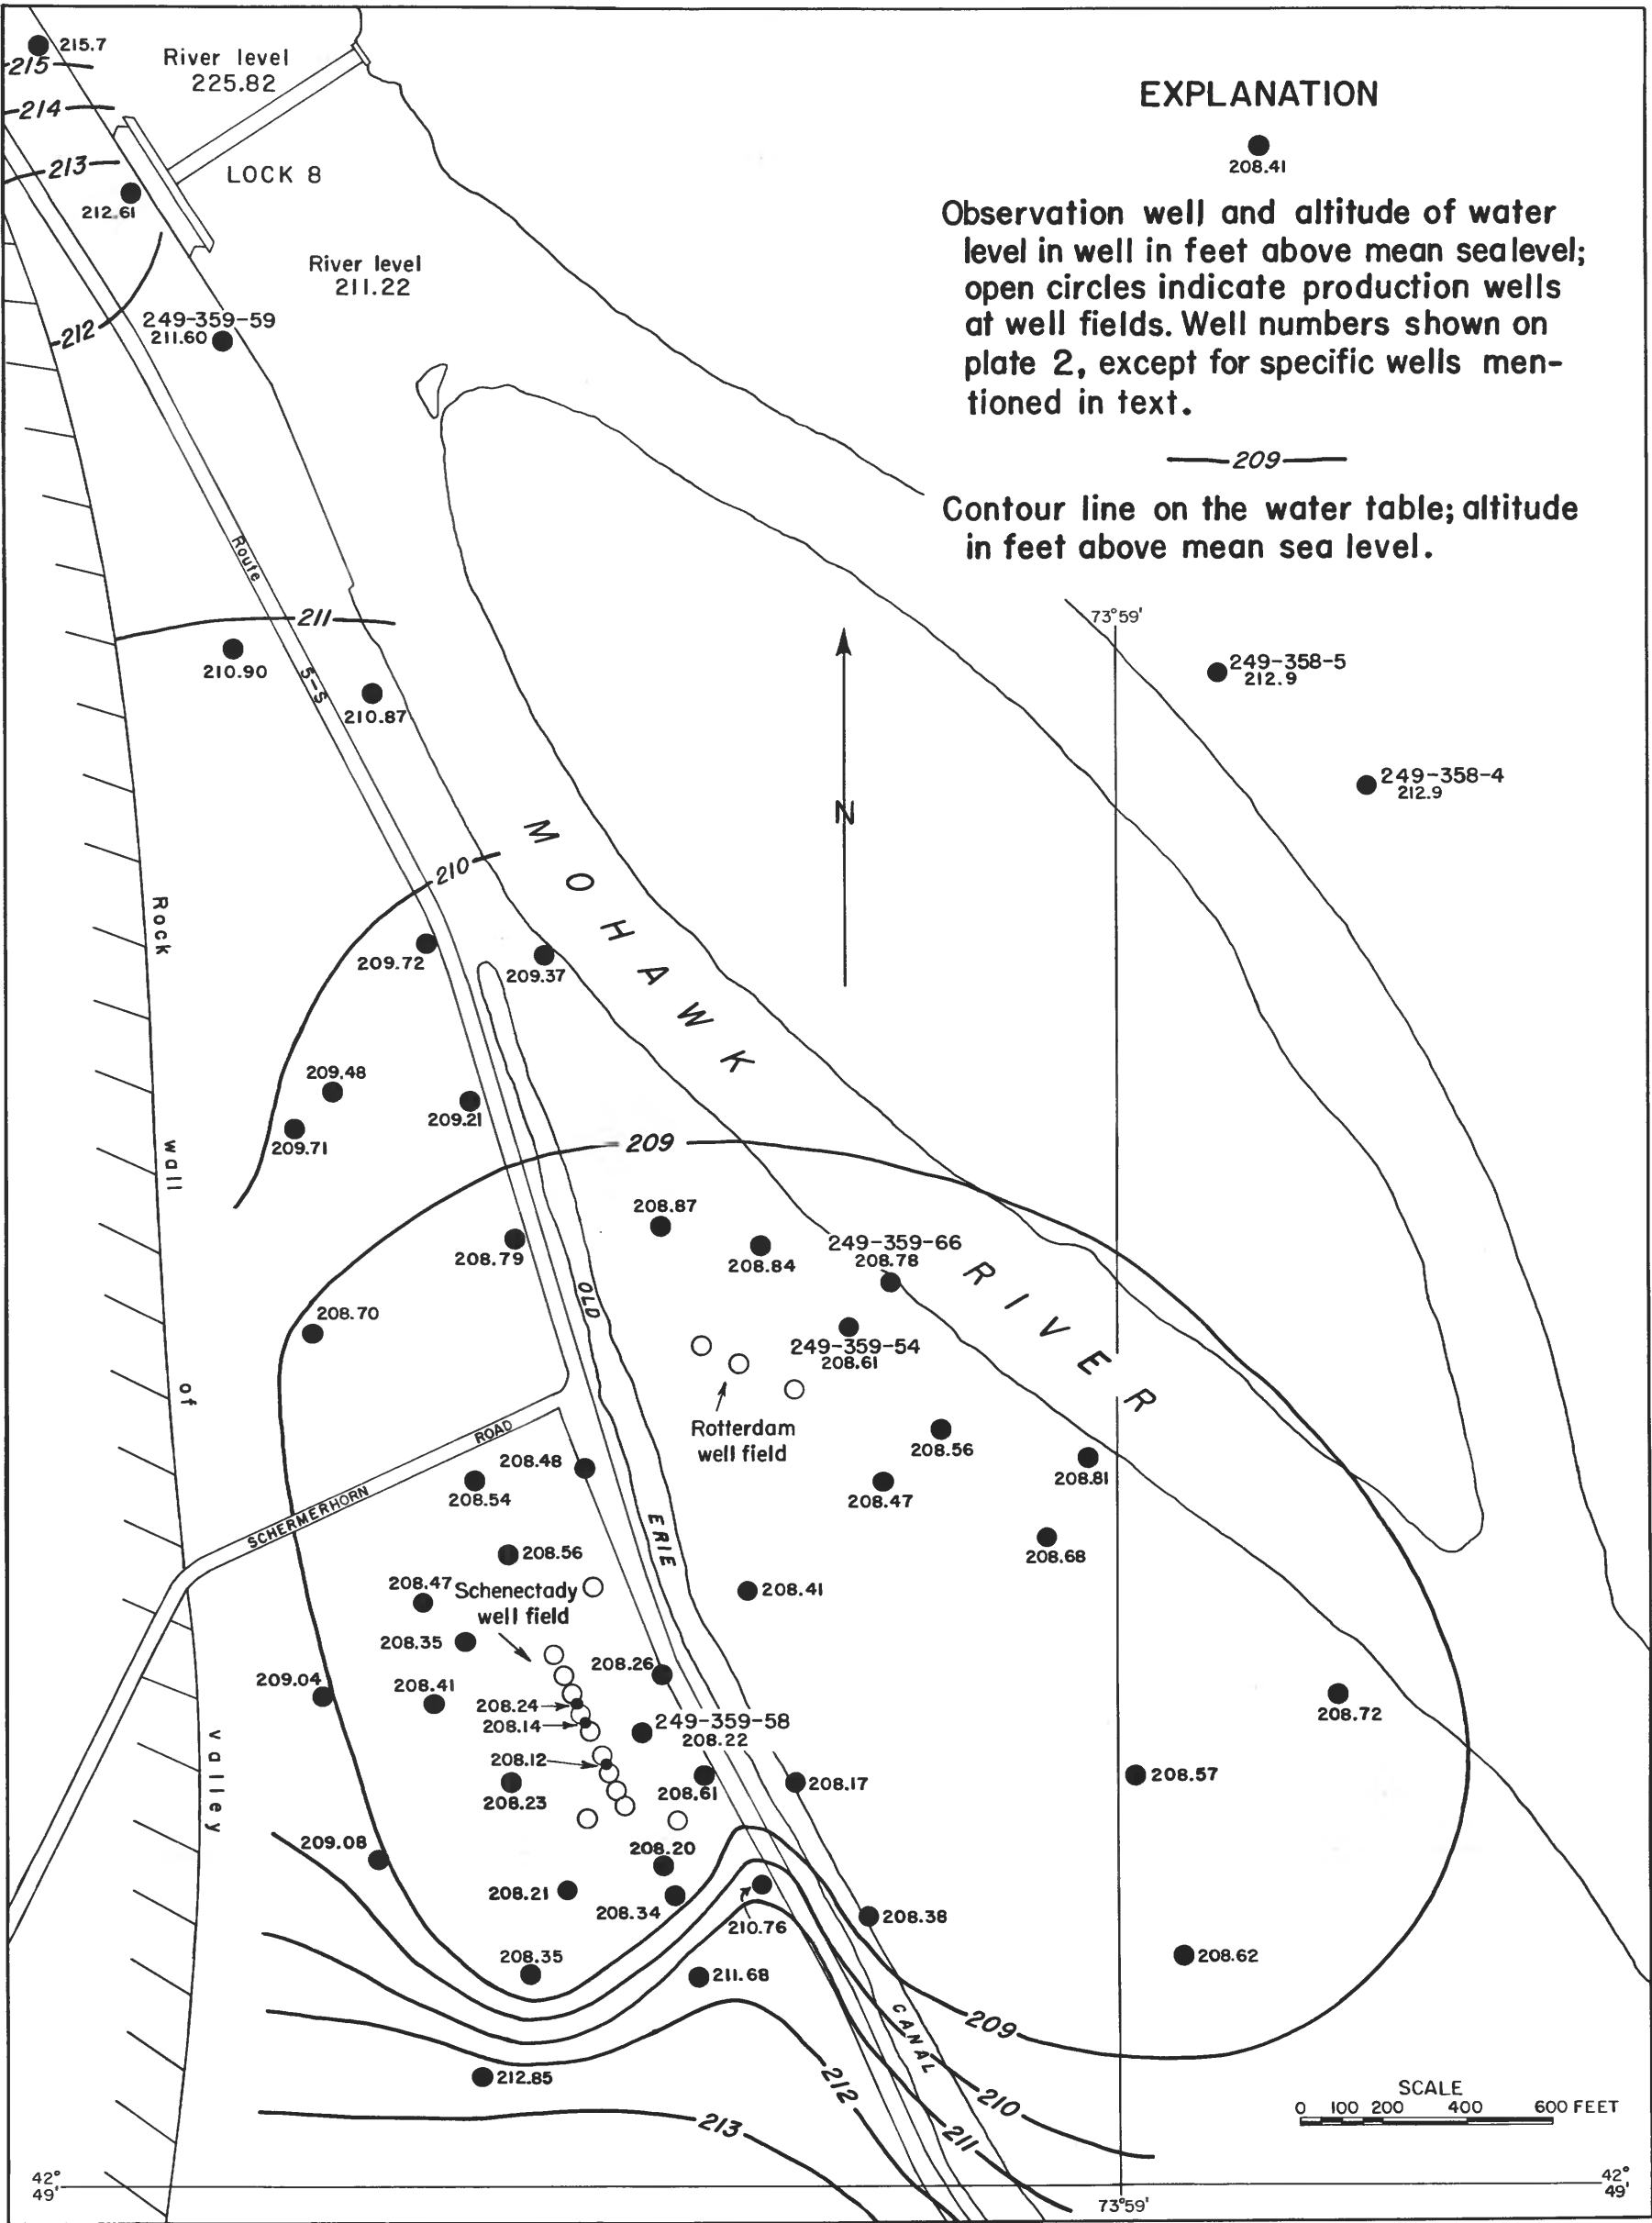 215.7
215
River level
225.82
214
213
LOCK 8
212.61
River level
211.22
212
249-359-59
211.60
EXPLANATION
208.41
Observation well and altitude of water
level in well in feet above mean sea level;
open circles indicate production wells
at well fields. Well numbers shown on
plate 2, except for specific wells men-
tioned in text.
209
Contour line on the water table; altitude
in feet above mean sea level.
Route
5-S
211
210.90
210.87
73°59'
249-358-5
212.9
249-358-4
212.9
N
MOHAWK
210
Rock
209.72
209.37
209.48
209.21
209.71
wall
209
208.87
208.79
208.84
249-359-66
208.78
RIVER
OLD
208.70
249-359-54
208.61
of
Rotterdam
well field
SCHERMERHORN ROAD
208.48
208.54
208.56
208.47
208.81
ERIE
208.56
208.68
208.47
Schenectady
well field
208.41
208.35
208.26
209.04
208.41
208.24
208.14
249-359-58
208.22
208.72
valley
208.12
208.23
208.61
208.17
208.57
209.08
208.20
208.21
208.34
210.76
208.38
208.35
211.68
208.62
CANAL
209
212.85
212
210
213
211
SCALE
0 100 200 400 600 FEET
42°
49'
73°59'
42°
49'